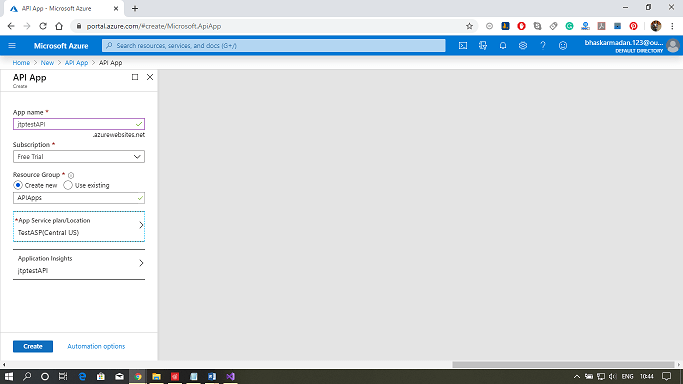 API App - Microsoft Azure
portal.azure.com/#create/Microsoft.ApiApp
Microsoft Azure
Search resources, services, and docs (G+/)
bhaskarmadan.123@ou...
DEFAULT DIRECTORY
Home > New > API App > API App
API App
Create
App name *
jtptestAPI
.azurewebsites.net
Subscription *
Free Trial
Resource Group *
Create new Use existing
APIApps
*App Service plan/Location
TestASP(Central US)
Application Insights
jtptestAPI
Create Automation options
ENG 10:44